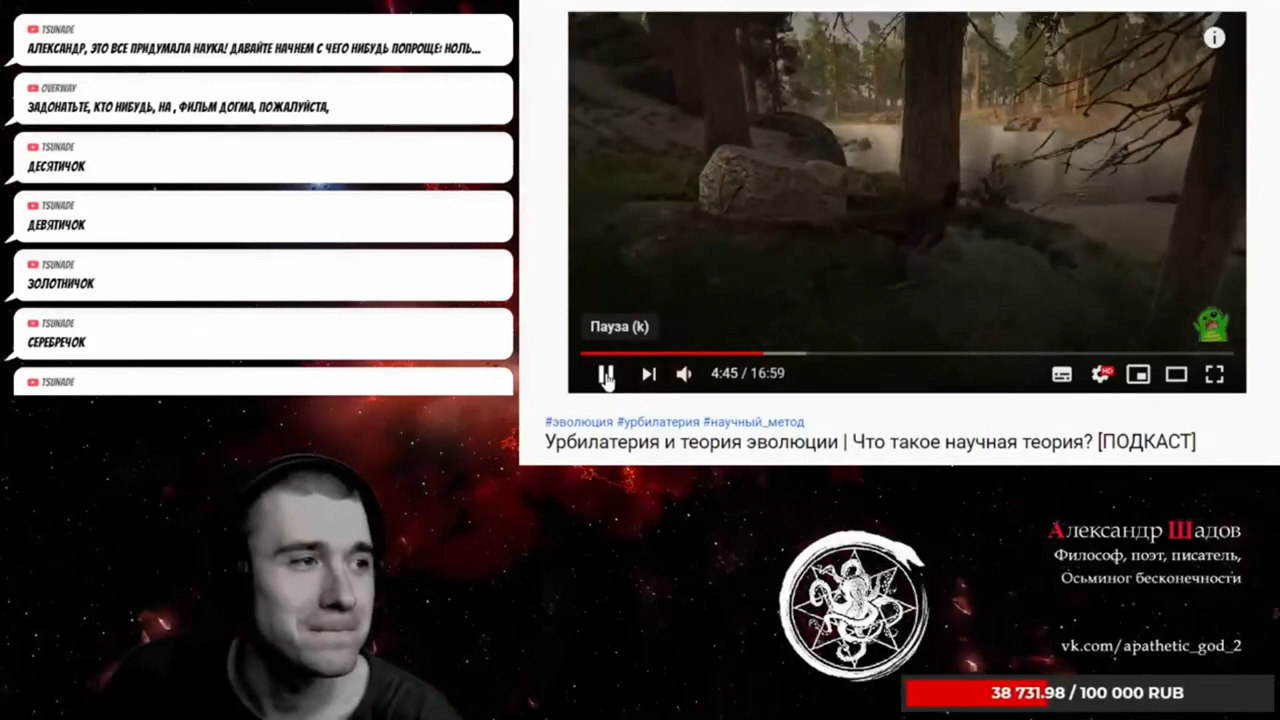 TSUNADE
АЛЕКСАНДР, ЭТО ВСЕ ПРИДУМАЛА НАУКА! ДАВАЙТЕ НАЧНЕМ С ЧЕГО НИБУДЬ ПОПРОЩЕ: НОЛЬ...
OVERWAY
ЗАДОНАТЬТЕ, КТО НИБУДЬ, НА , ФИЛЬМ ДОГМА, ПОЖАЛУЙСТА,
TSUNADE
ДЕСЯТИЧОК
TSUNADE
ДЕВЯТИЧОК
TSUNADE
ЗОЛОТНИЧОК
TSUNADE
СЕРЕБРЕЧОК
TSUNADE
Пауза (k)
4:45 / 16:59
HD
#эволюция #урбилатерия #научный_метод
Урбилатерия и теория эволюции | Что такое научная теория? [ПОДКАСТ]
Александр Шадов
Философ, поэт, писатель,
Осьминог бесконечности
vk.com/apathetic_god_2
38 731.98 / 100 000 RUB